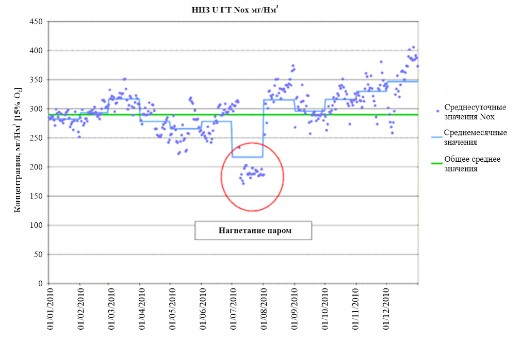 НПЗ U ГТ Nox мг/Нм³
Концентрация, мг/Нм³ [15% O₂]
450
400
350
300
250
200
150
100
50
0
Нагнетание паром
01/01/2010
01/02/2010
01/03/2010
01/04/2010
01/05/2010
01/06/2010
01/07/2010
01/08/2010
01/09/2010
01/10/2010
01/11/2010
01/12/2010
Среднесуточные
значения Nox
Среднемесячные
значения
Общее среднее
значения